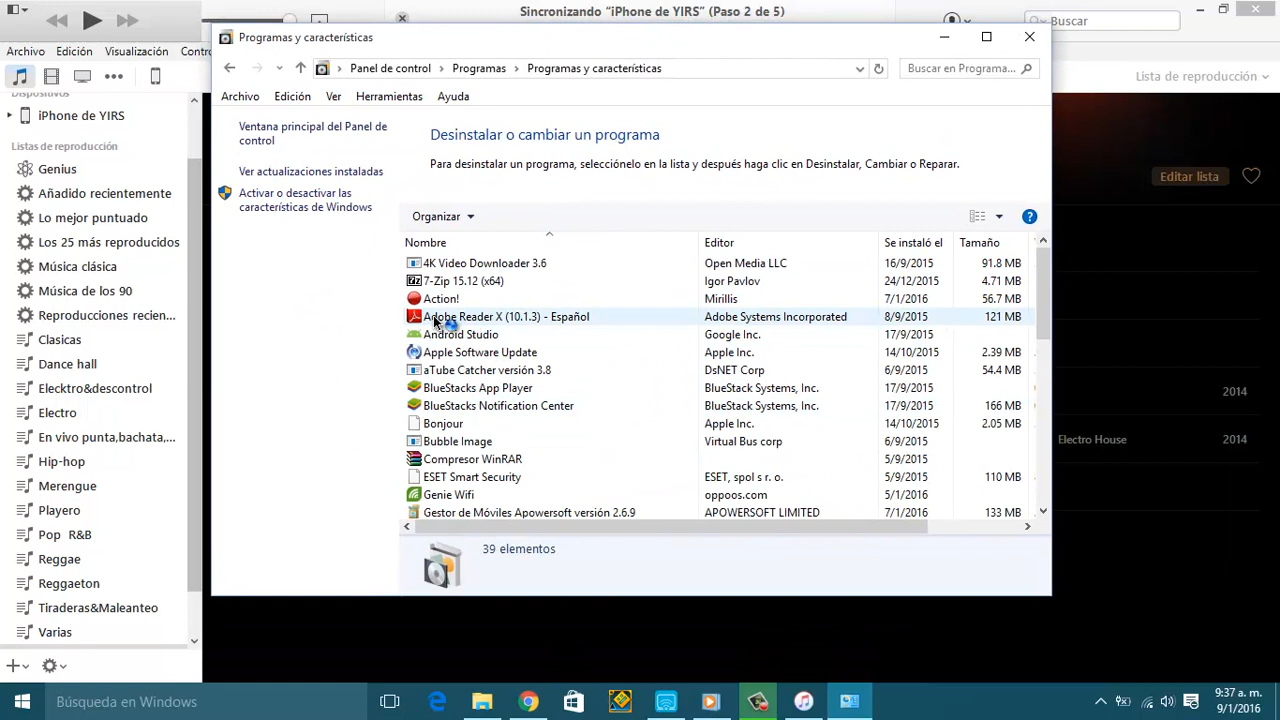 Sincronizando “iPhone de YIRS” (Paso 2 de 5)
Buscar
Archivo Edición Visualización Contro
Lista de reproducción
Dispositivos
iPhone de YIRS
Listas de reproducción
Genius
Añadido recientemente
Lo mejor puntuado
Los 25 más reproducidos
Música clásica
Música de los 90
Reproducciones recien...
Clasicas
Dance hall
Elecktro&descontrol
Electro
En vivo punta,bachata,...
Hip-hop
Merengue
Playero
Pop R&B
Reggae
Reggaeton
Tiraderas&Maleanteo
Varias
Editar lista
2014
Electro House 2014
Programas y características
Panel de control Programas Programas y características
Buscar en Programa...
Archivo Edición Ver Herramientas Ayuda
Ventana principal del Panel de
control
Ver actualizaciones instaladas
Activar o desactivar las
características de Windows
Desinstalar o cambiar un programa
Para desinstalar un programa, selecciónelo en la lista y después haga clic en Desinstalar, Cambiar o Reparar.
Organizar
Nombre Editor Se instaló el Tamaño
4K Video Downloader 3.6 Open Media LLC 16/9/2015 91.8 MB
7-Zip 15.12 (x64) Igor Pavlov 24/12/2015 4.71 MB
Action! Mirillis 7/1/2016 56.7 MB
Adobe Reader X (10.1.3) - Español Adobe Systems Incorporated 8/9/2015 121 MB
Android Studio Google Inc. 17/9/2015
Apple Software Update Apple Inc. 14/10/2015 2.39 MB
aTube Catcher versión 3.8 DsNET Corp 6/9/2015 54.4 MB
BlueStacks App Player BlueStack Systems, Inc. 17/9/2015
BlueStacks Notification Center BlueStack Systems, Inc. 17/9/2015 166 MB
Bonjour Apple Inc. 14/10/2015 2.05 MB
Bubble Image Virtual Bus corp 6/9/2015
Compresor WinRAR 5/9/2015
ESET Smart Security ESET, spol s r. o. 5/9/2015 110 MB
Genie Wifi oppoos.com 5/1/2016
Gestor de Móviles Apowersoft versión 2.6.9 APOWERSOFT LIMITED 7/1/2016 133 MB
39 elementos
Búsqueda en Windows
9:37 a.m.
9/1/2016